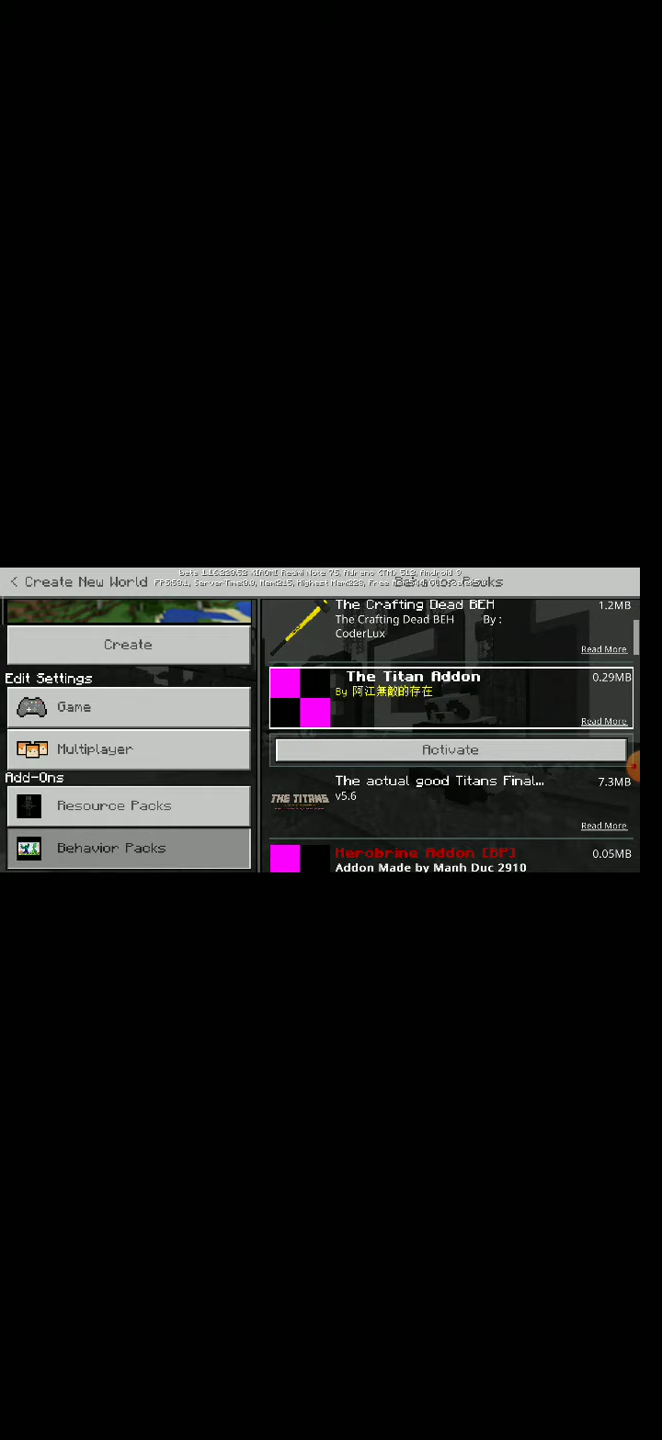 Create New World
Behavior Packs
Create
Edit Settings
Game
Multiplayer
Add-Ons
Resource Packs
Behavior Packs
The Crafting Dead BEH
1.2MB
The Crafting Dead BEH By :
CoderLux
Read More
The Titan Addon
0.29MB
By 阿江無敵的存在
Read More
Activate
The actual good Titans Final...
7.3MB
v5.6
THE TITANS
Read More
Herobrine Addon [BP]
0.05MB
Addon Made by Manh Duc 2910